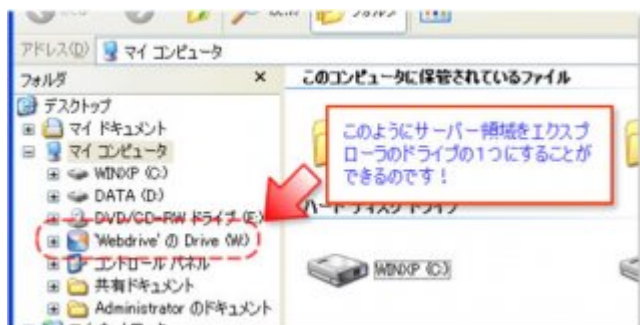 フォルダ
アドレス(D) マイ コンピュータ
フォルダ ×
デスクトップ
マイ ドキュメント
マイ コンピュータ
WINXP (C:)
DATA (D:)
DVD/CD-RW ドライブ (E:)
'Webdrive' の Drive (W:)
コントロール パネル
共有ドキュメント
Administrator のドキュメント
このコンピュータに保管されているファイル
このようにサーバー領域をエクスプ
ローラのドライブの1つにすることが
できるのです!
ハード ディスク ドライブ
WINXP (C:)